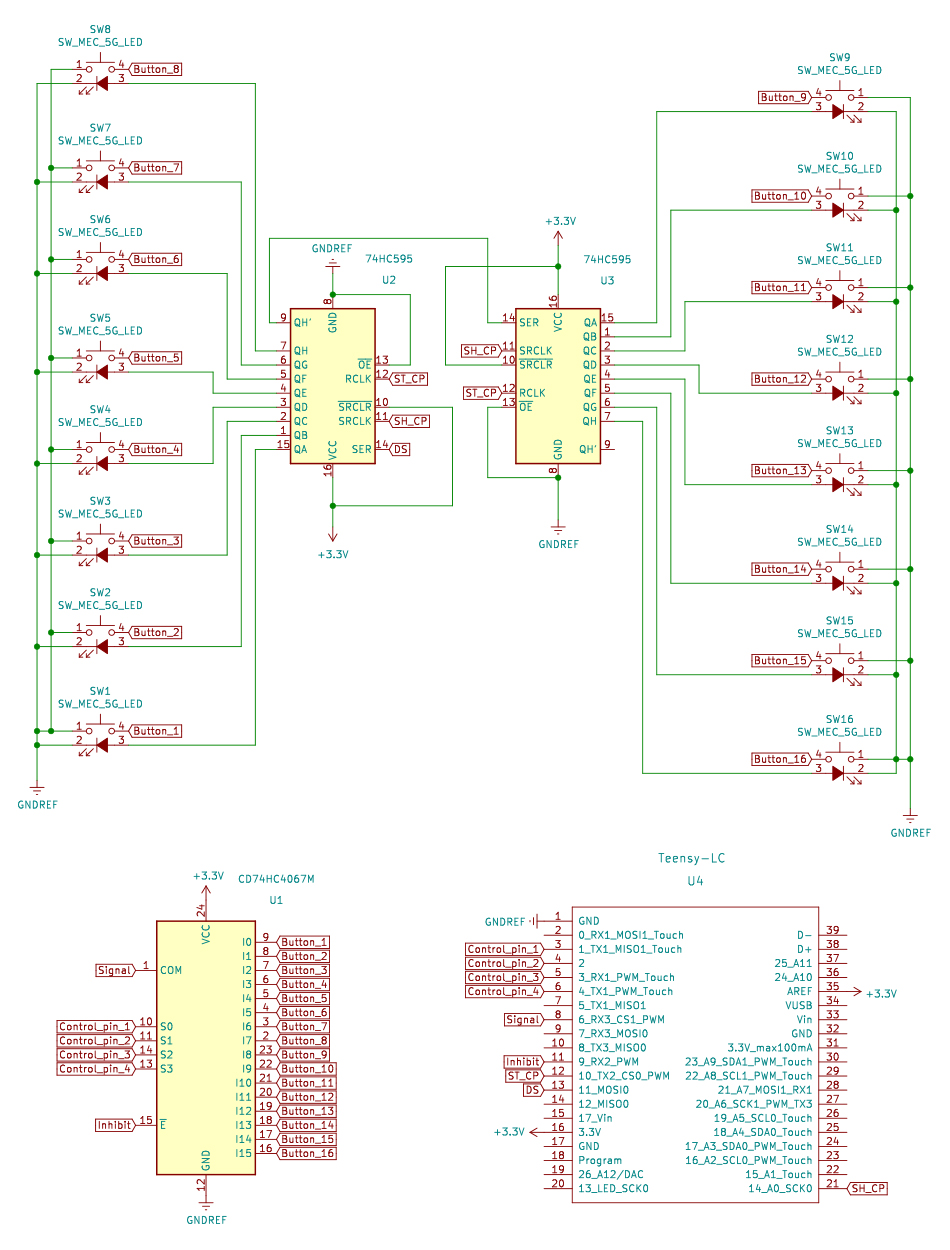 SW8
SW_MEC_5G_LED
1 4 Button_8
2 3
SW7
SW_MEC_5G_LED
1 4 Button_7
2 3
SW6
SW_MEC_5G_LED
1 4 Button_6
2 3
SW5
SW_MEC_5G_LED
1 4 Button_5
2 3
SW4
SW_MEC_5G_LED
1 4 Button_4
2 3
SW3
SW_MEC_5G_LED
1 4 Button_3
2 3
SW2
SW_MEC_5G_LED
1 4 Button_2
2 3
SW1
SW_MEC_5G_LED
1 4 Button_1
2 3
GNDREF
GNDREF
74HC595
U2
8
GND
9 QH'
7 QH
6 QG
5 QF
4 QE
3 QD
2 QC
1 QB
15 QA
OE 13
RCLK 12 ST_CP
SRCLR 10
SRCLK 11 SH_CP
SER 14 DS
VCC
16
+3.3V
+3.3V
74HC595
U3
16
VCC
14 SER
SH_CP 11 SRCLK
10 SRCLR
ST_CP 12 RCLK
13 OE
QA 15
QB 1
QC 2
QD 3
QE 4
QF 5
QG 6
QH 7
QH' 9
GND
8
GNDREF
SW9
SW_MEC_5G_LED
Button_9 4 1
3 2
SW10
SW_MEC_5G_LED
Button_10 4 1
3 2
SW11
SW_MEC_5G_LED
Button_11 4 1
3 2
SW12
SW_MEC_5G_LED
Button_12 4 1
3 2
SW13
SW_MEC_5G_LED
Button_13 4 1
3 2
SW14
SW_MEC_5G_LED
Button_14 4 1
3 2
SW15
SW_MEC_5G_LED
Button_15 4 1
3 2
SW16
SW_MEC_5G_LED
Button_16 4 1
3 2
GNDREF
+3.3V
CD74HC4067M
U1
24
VCC
Signal 1 COM
Control_pin_1 10 S0
Control_pin_2 11 S1
Control_pin_3 14 S2
Control_pin_4 13 S3
Inhibit 15 E
I0 9 Button_1
I1 8 Button_2
I2 7 Button_3
I3 6 Button_4
I4 5 Button_5
I5 4 Button_6
I6 3 Button_7
I7 2 Button_8
I8 23 Button_9
I9 22 Button_10
I10 21 Button_11
I11 20 Button_12
I12 19 Button_13
I13 18 Button_14
I14 17 Button_15
I15 16 Button_16
GND
12
GNDREF
Teensy-LC
U4
GNDREF 1 GND
2 0_RX1_MOSI1_Touch
Control_pin_1 3 1_TX1_MISO1_Touch
Control_pin_2 4 2
Control_pin_3 5 3_RX1_PWM_Touch
Control_pin_4 6 4_TX1_PWM_Touch
7 5_TX1_MISO1
Signal 8 6_RX3_CS1_PWM
9 7_RX3_MOSI0
10 8_TX3_MISO0
Inhibit 11 9_RX2_PWM
ST_CP 12 10_TX2_CS0_PWM
DS 13 11_MOSI0
14 12_MISO0
15 17_Vin
+3.3V 16 3.3V
17 GND
18 Program
19 26_A12/DAC
20 13_LED_SCK0
D- 39
D+ 38
25_A11 37
24_A10 36
AREF 35 +3.3V
VUSB 34
Vin 33
GND 32
3.3V_max100mA 31
23_A9_SDA1_PWM_Touch 30
22_A8_SCL1_PWM_Touch 29
21_A7_MOSI1_RX1 28
20_A6_SCK1_PWM_TX3 27
19_A5_SCL0_Touch 26
18_A4_SDA0_Touch 25
17_A3_SDA0_PWM_Touch 24
16_A2_SCL0_PWM_Touch 23
15_A1_Touch 22
14_A0_SCK0 21 SH_CP